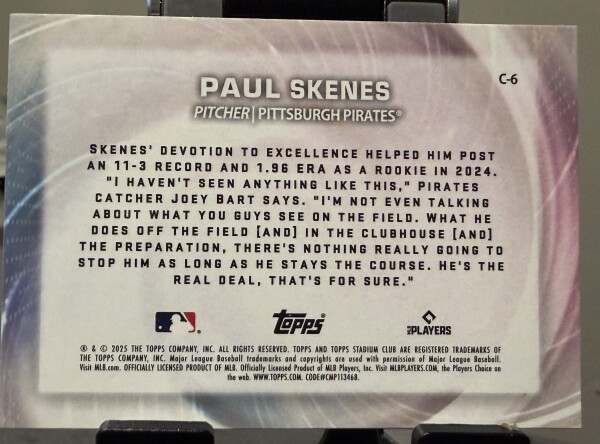 C-6
PAUL SKENES
PITCHER | PITTSBURGH PIRATES®
SKENES' DEVOTION TO EXCELLENCE HELPED HIM POST
AN 11-3 RECORD AND 1.96 ERA AS A ROOKIE IN 2024.
"I HAVEN'T SEEN ANYTHING LIKE THIS," PIRATES
CATCHER JOEY BART SAYS. "I'M NOT EVEN TALKING
ABOUT WHAT YOU GUYS SEE ON THE FIELD. WHAT HE
DOES OFF THE FIELD [AND] IN THE CLUBHOUSE [AND]
THE PREPARATION, THERE'S NOTHING REALLY GOING TO
STOP HIM AS LONG AS HE STAYS THE COURSE. HE'S THE
REAL DEAL, THAT'S FOR SURE."
topps®
MLB PLAYERS
® & © 2025 THE TOPPS COMPANY, INC. ALL RIGHTS RESERVED. TOPPS AND TOPPS STADIUM CLUB ARE REGISTERED TRADEMARKS OF
THE TOPPS COMPANY, INC. Major League Baseball trademarks and copyrights are used with permission of Major League Baseball.
Visit MLB.com. OFFICIALLY LICENSED PRODUCT OF MLB. Officially Licensed Product of MLB Players, Inc. Visit MLBPLAYERS.COM, the Players Choice on
the web. WWW.TOPPS.COM. CODE#CMP113468.